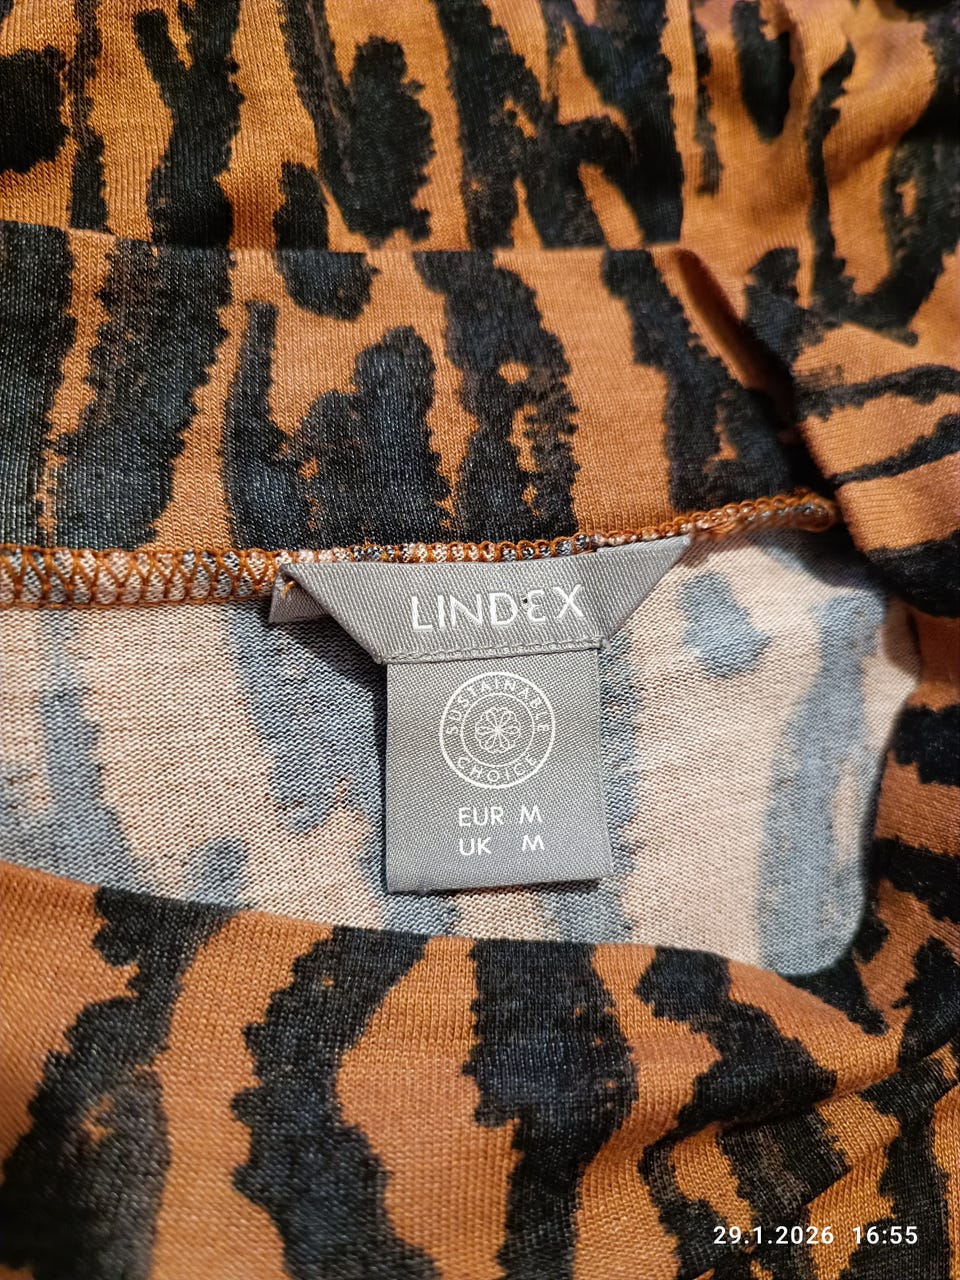 LINDEX
SUSTAINABLE
CHOICE
EUR M
UK M
29.1.2026 16:55